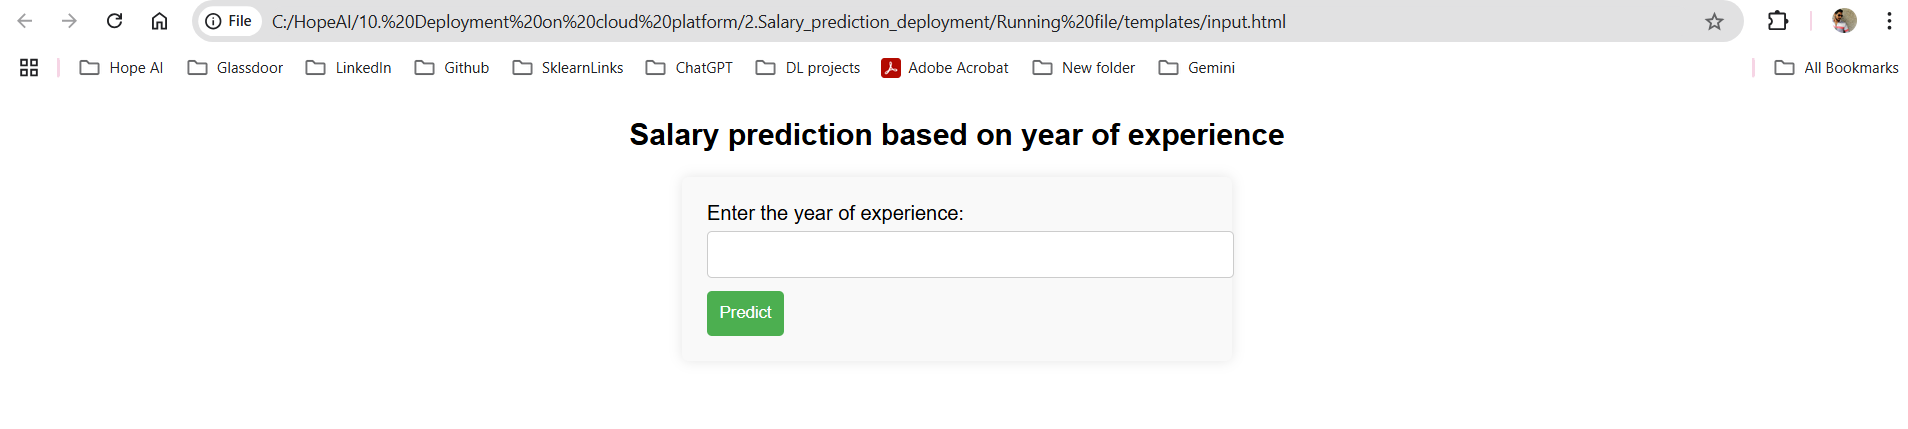 File C:/HopeAI/10.%20Deployment%20on%20cloud%20platform/2.Salary_prediction_deployment/Running%20file/templates/input.html
Hope AI Glassdoor LinkedIn Github SklearnLinks ChatGPT DL projects Adobe Acrobat New folder Gemini All Bookmarks
Salary prediction based on year of experience
Enter the year of experience:
Predict